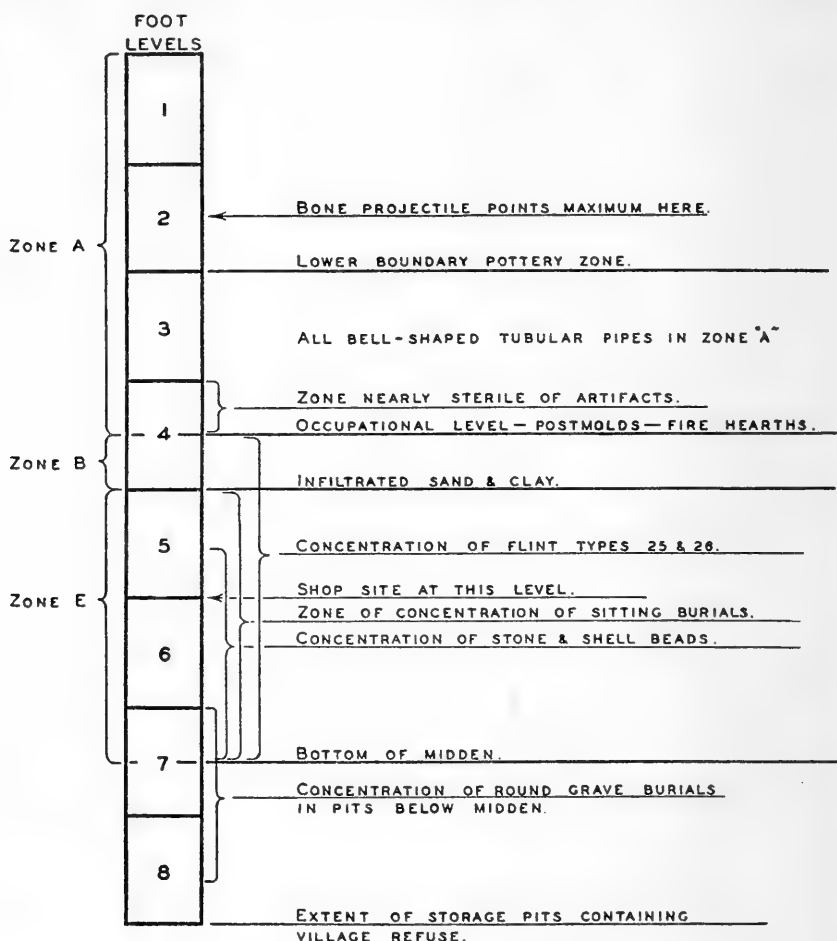 FOOT
LEVELS
1
2
BONE PROJECTILE POINTS MAXIMUM HERE.
ZONE A
LOWER BOUNDARY POTTERY ZONE.
3
ALL BELL-SHAPED TUBULAR PIPES IN ZONE "A"
ZONE NEARLY STERILE OF ARTIFACTS.
4
OCCUPATIONAL LEVEL — POSTMOLDS — FIRE HEARTHS.
ZONE B
INFILTRATED SAND & CLAY.
5
CONCENTRATION OF FLINT TYPES 25 & 26.
ZONE E
SHOP SITE AT THIS LEVEL.
ZONE OF CONCENTRATION OF SITTING BURIALS.
CONCENTRATION OF STONE & SHELL BEADS.
6
BOTTOM OF MIDDEN.
7
CONCENTRATION OF ROUND GRAVE BURIALS
IN PITS BELOW MIDDEN.
8
EXTENT OF STORAGE PITS CONTAINING
VILLAGE REFUSE.